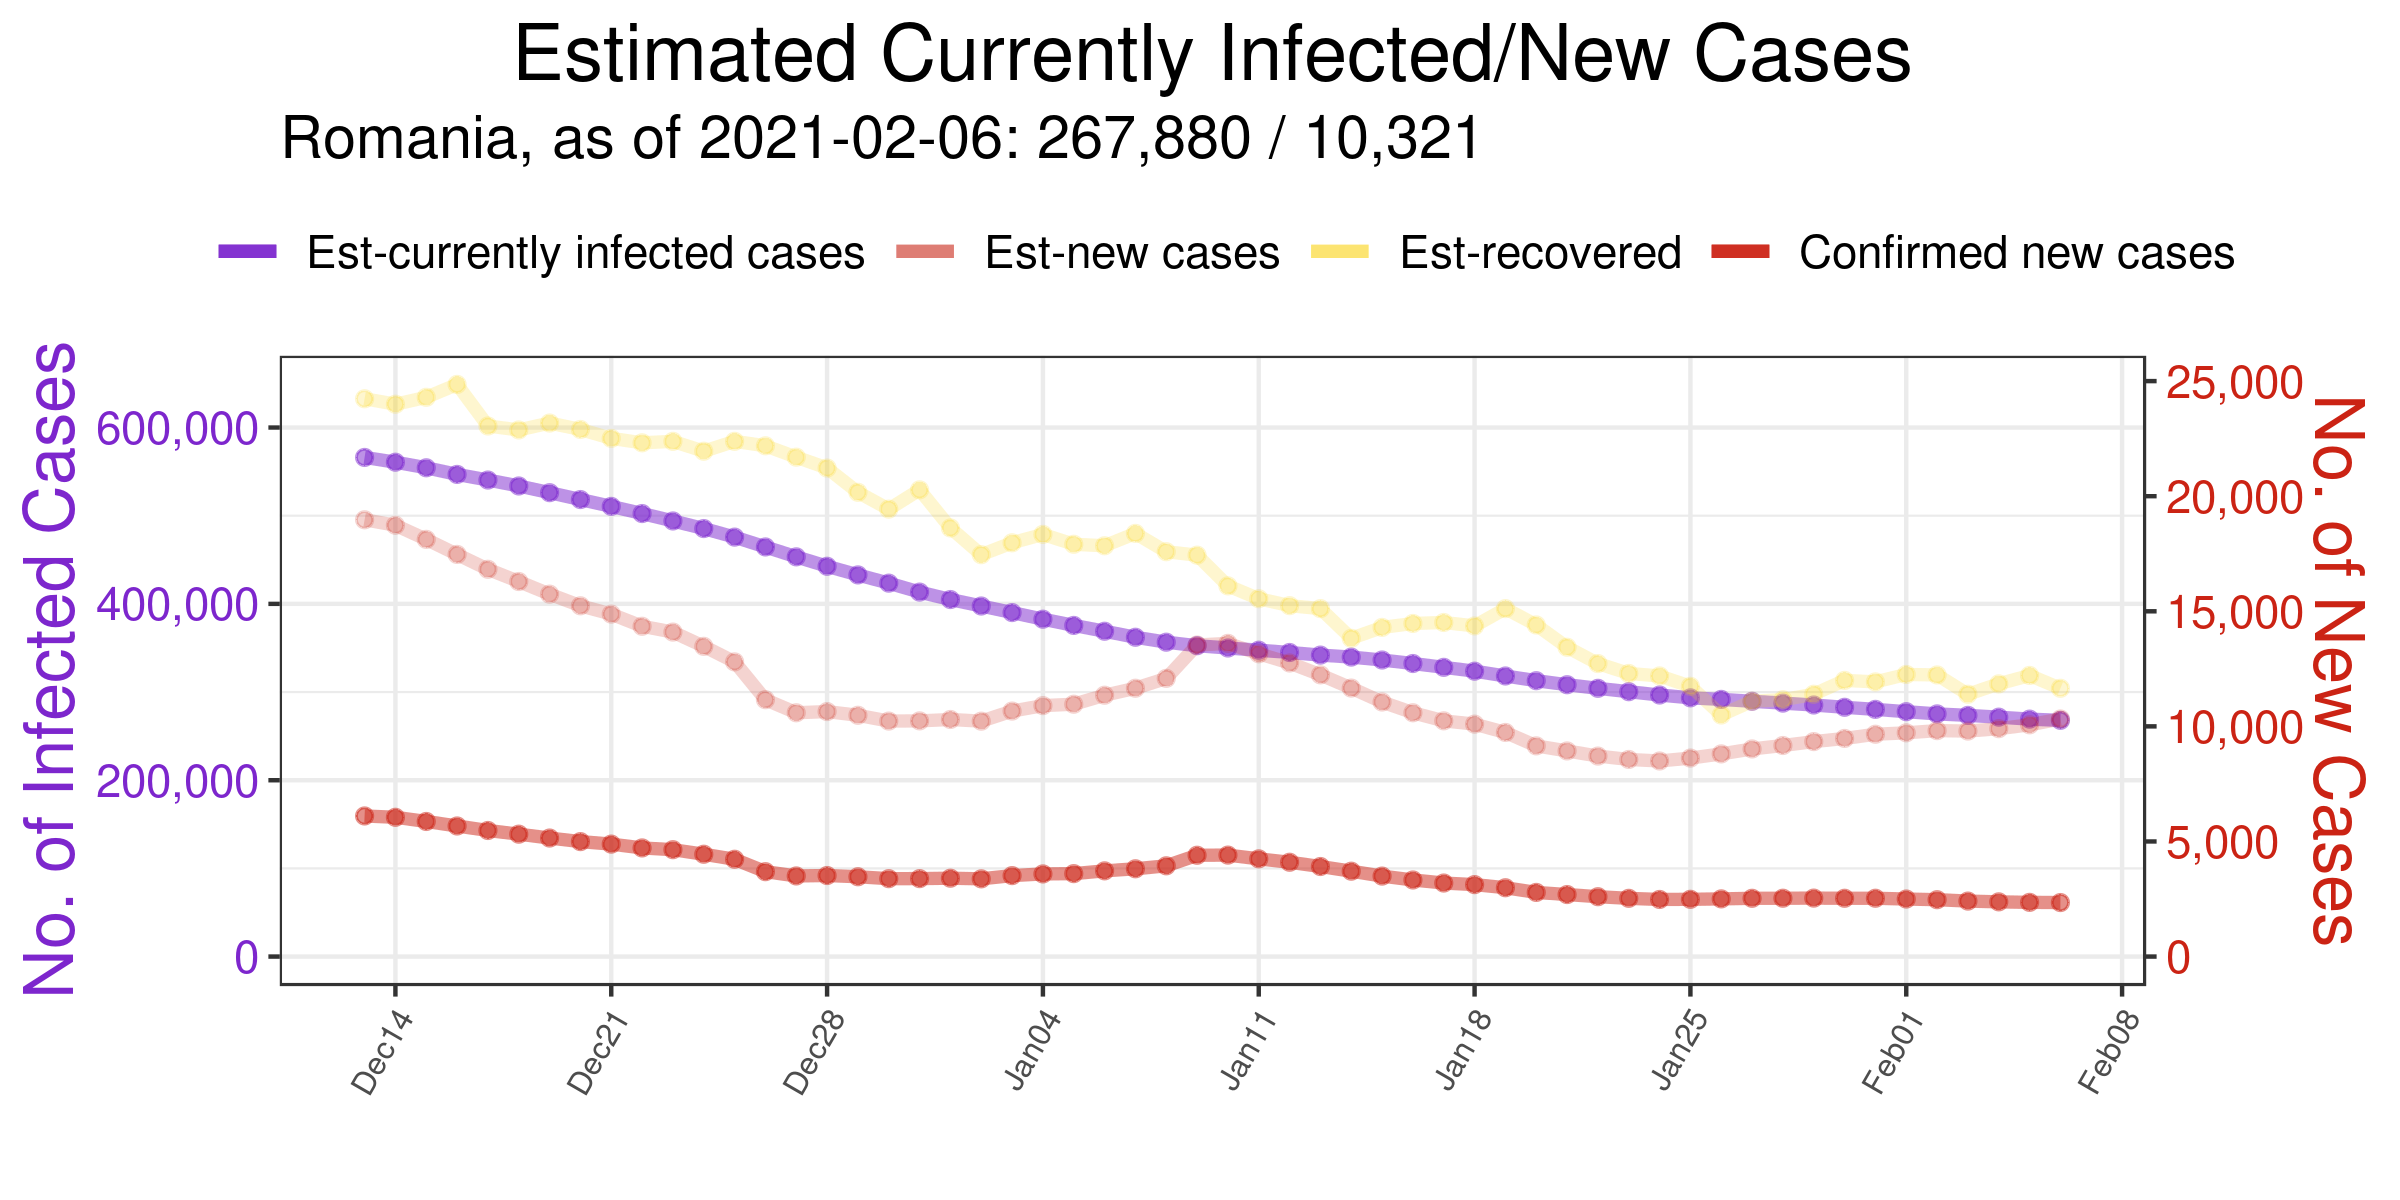 Estimated Currently Infected/New Cases
Romania, as of 2021-02-06: 267,880 / 10,321
Est-currently infected cases Est-new cases Est-recovered Confirmed new cases
No. of Infected Cases
600,000
400,000
200,000
0
25,000
20,000
15,000
10,000
5,000
0
No. of New Cases
Dec14 Dec21 Dec28 Jan04 Jan11 Jan18 Jan25 Feb01 Feb08